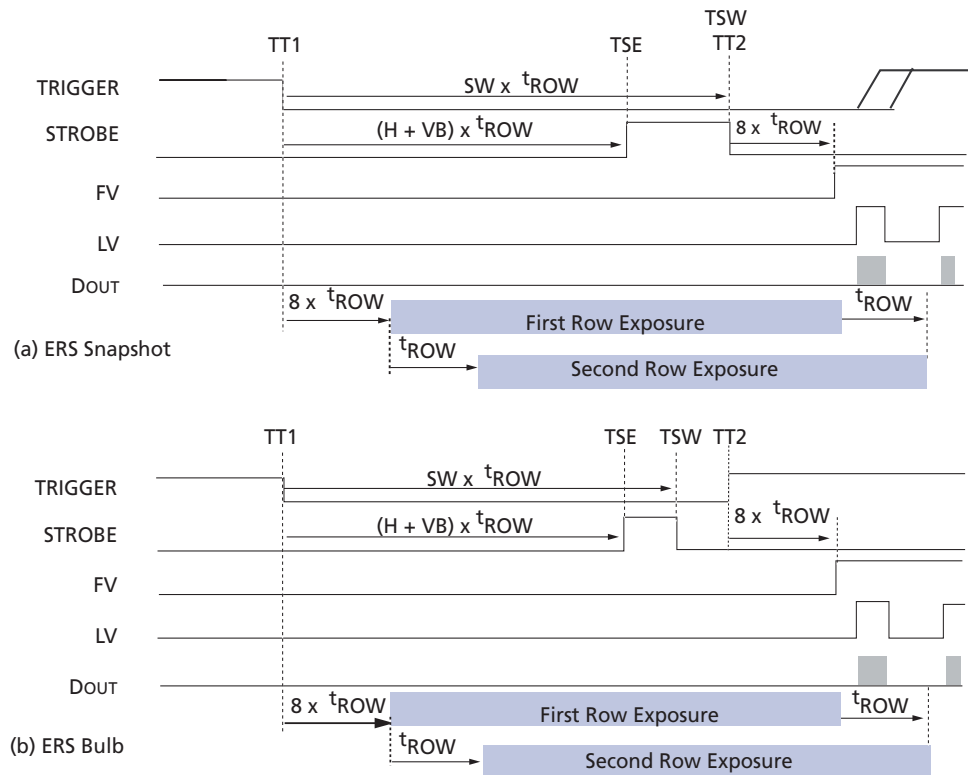 TSW
TT1 TSE TT2
TRIGGER
SW x tROW
STROBE
(H + VB) x tROW
8 x tROW
FV
LV
DOUT
8 x tROW
First Row Exposure
tROW
(a) ERS Snapshot
tROW
Second Row Exposure
TT1 TSE TSW TT2
TRIGGER
SW x tROW
STROBE
(H + VB) x tROW
8 x tROW
FV
LV
DOUT
8 x tROW
First Row Exposure
tROW
(b) ERS Bulb
tROW
Second Row Exposure